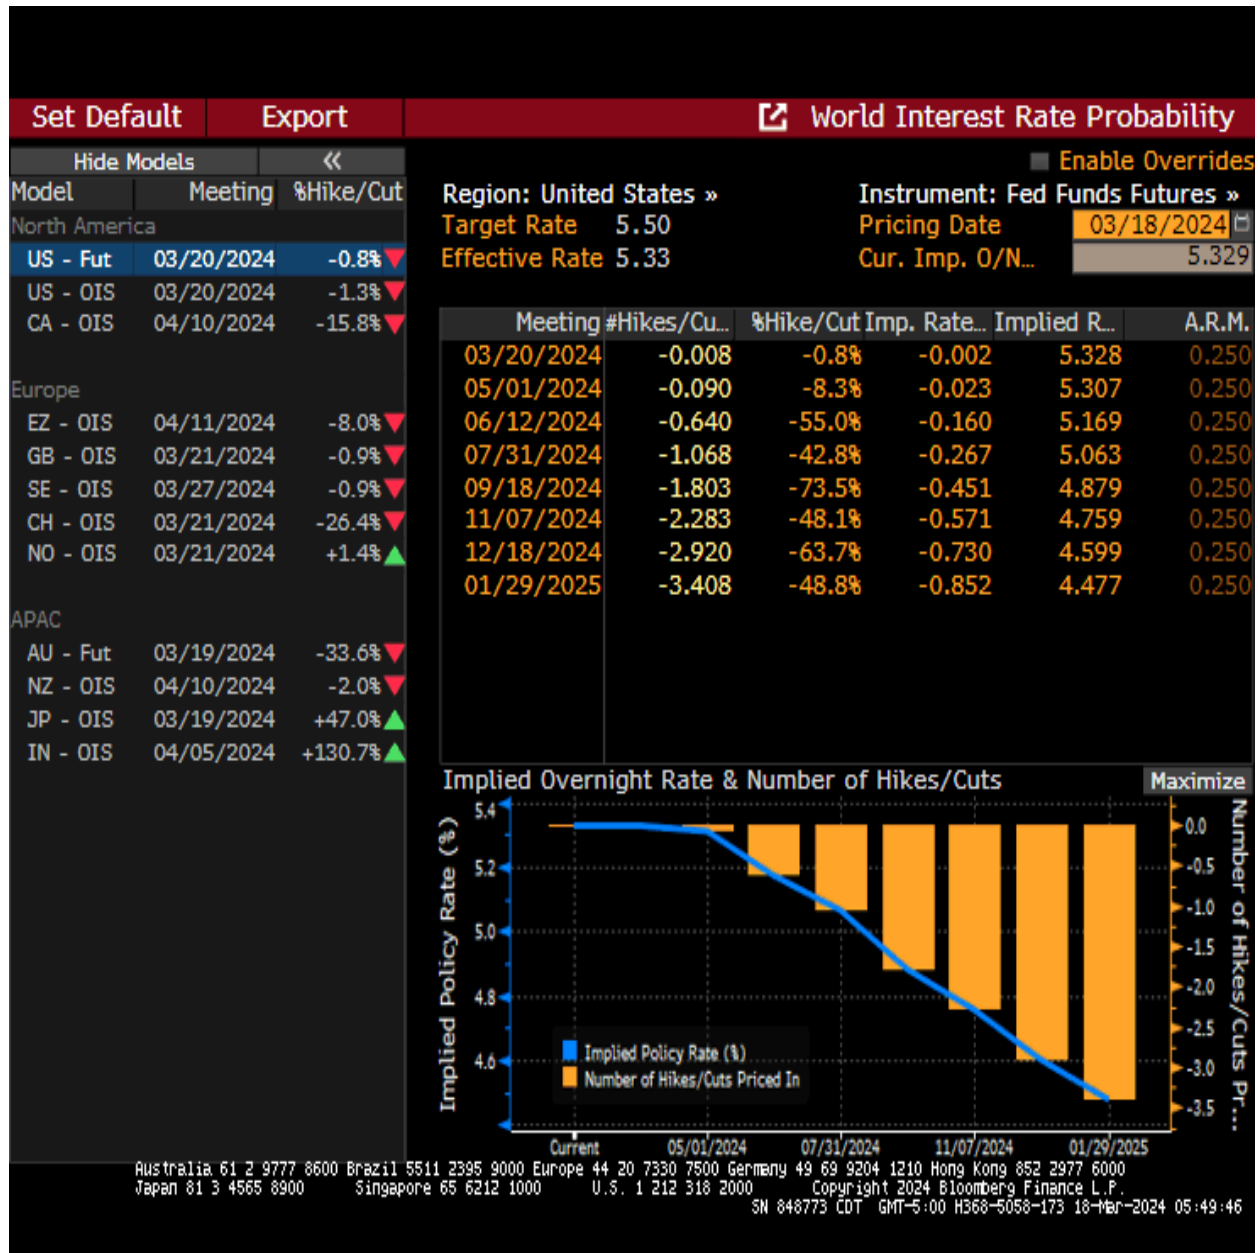 Set Default Export World Interest Rate Probability
Hide Models «
Enable Overrides
Model Meeting %Hike/Cut
Region: United States » Instrument: Fed Funds Futures »
North America
Target Rate 5.50 Pricing Date 03/18/2024
US - Fut 03/20/2024 -0.8%
Effective Rate 5.33 Cur. Imp. O/N… 5.329
US - OIS 03/20/2024 -1.3%
CA - OIS 04/10/2024 -15.8%
Europe
EZ - OIS 04/11/2024 -8.0%
GB - OIS 03/21/2024 -0.9%
SE - OIS 03/27/2024 -0.9%
CH - OIS 03/21/2024 -26.4%
NO - OIS 03/21/2024 +1.4%
APAC
AU - Fut 03/19/2024 -33.6%
NZ - OIS 04/10/2024 -2.0%
JP - OIS 03/19/2024 +47.0%
IN - OIS 04/05/2024 +130.7%
Meeting #Hikes/Cu… %Hike/Cut Imp. Rate… Implied R… A.R.M.
03/20/2024 -0.008 -0.8% -0.002 5.328 0.250
05/01/2024 -0.090 -8.3% -0.023 5.307 0.250
06/12/2024 -0.640 -55.0% -0.160 5.169 0.250
07/31/2024 -1.068 -42.8% -0.267 5.063 0.250
09/18/2024 -1.803 -73.5% -0.451 4.879 0.250
11/07/2024 -2.283 -48.1% -0.571 4.759 0.250
12/18/2024 -2.920 -63.7% -0.730 4.599 0.250
01/29/2025 -3.408 -48.8% -0.852 4.477 0.250
Implied Overnight Rate & Number of Hikes/Cuts Maximize
Implied Policy Rate (%)
5.4
5.2
5.0
4.8
4.6
0.0
-0.5
-1.0
-1.5
-2.0
-2.5
-3.0
-3.5
Number of Hikes/Cuts Pr…
Implied Policy Rate (%)
Number of Hikes/Cuts Priced In
Current 05/01/2024 07/31/2024 11/07/2024 01/29/2025
Australia 61 2 9777 8600 Brazil 5511 2395 9000 Europe 44 20 7330 7500 Germany 49 69 9204 1210 Hong Kong 852 2977 6000
Japan 81 3 4565 8900 Singapore 65 6212 1000 U.S. 1 212 318 2000 Copyright 2024 Bloomberg Finance L.P.
SN 848773 CDT GMT-5:00 H368-5058-173 18-Mar-2024 05:49:46